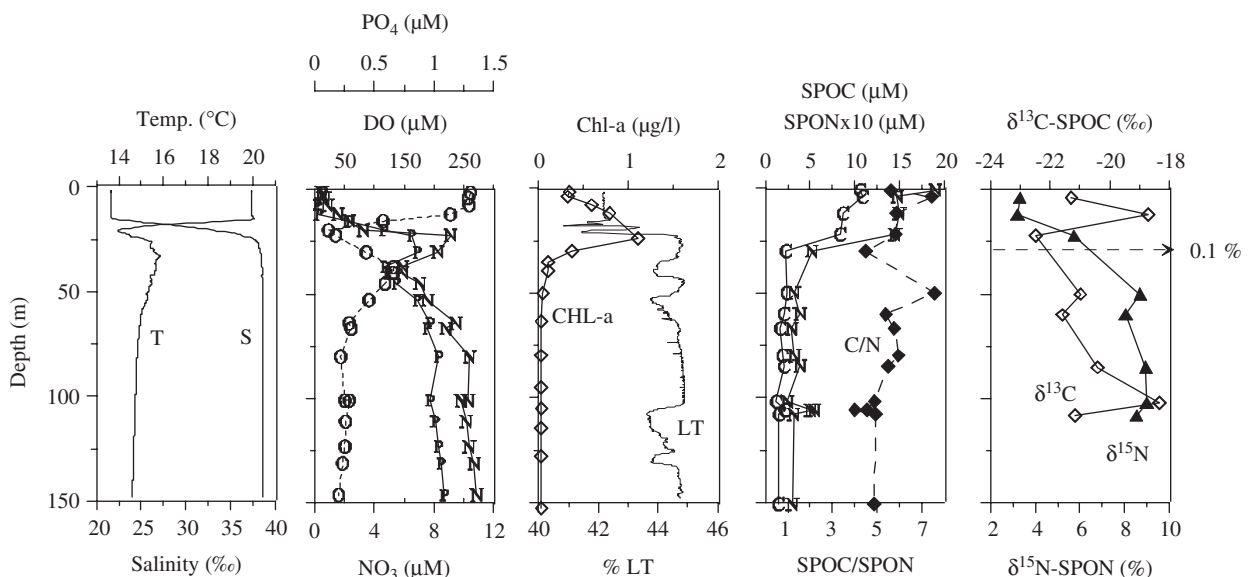 PO4 (μM)
0 0.5 1 1.5
SPOC (μM)
Temp. (°C) DO (μM) Chl-a (μg/l) SPONx10 (μM) δ13C-SPOC (‰)
14 16 18 20 50 150 250 0 1 2 0 5 10 15 20 -24 -22 -20 -18
0
50
100
150
Depth (m)
T S
CHL-a
LT
C/N
0.1 %
δ13C
δ15N
20 25 30 35 40 0 4 8 12 40 42 44 46 1 3 5 7 2 4 6 8 10
Salinity (‰) NO3 (μM) % LT SPOC/SPON δ15N-SPON (%)